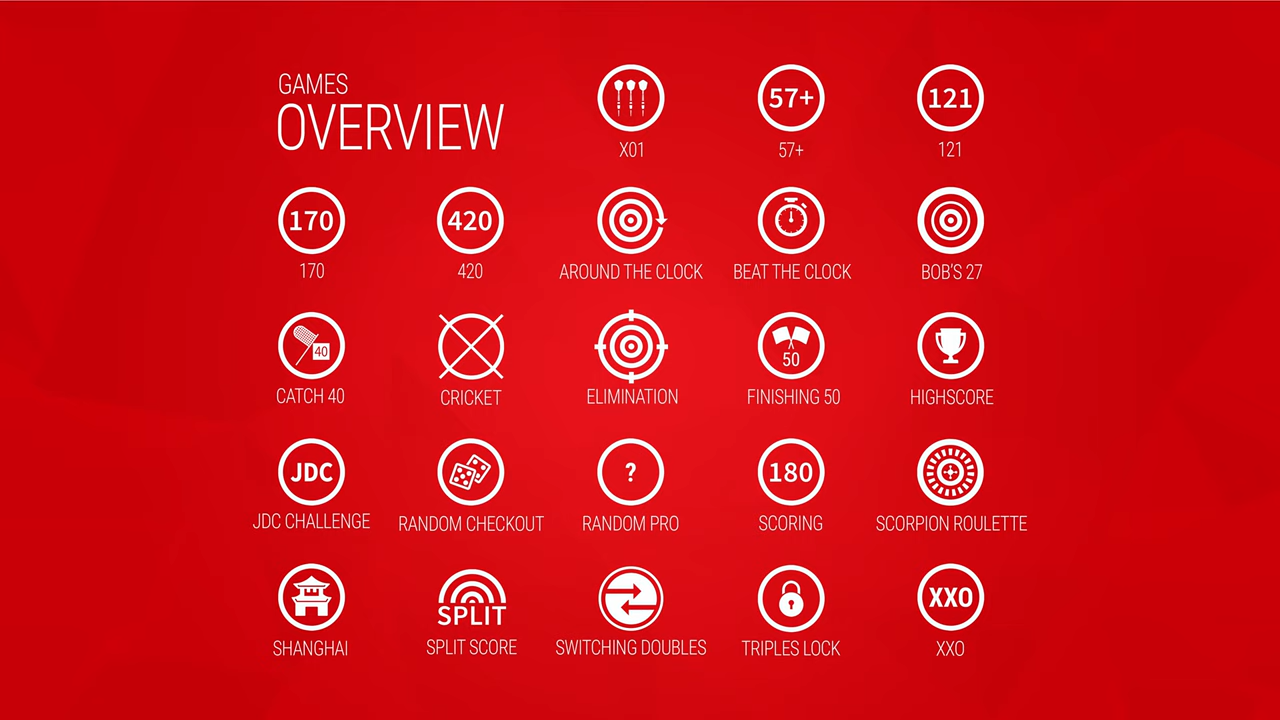 GAMES
OVERVIEW
X01
57+
57+
121
121
170
170
420
420
AROUND THE CLOCK
BEAT THE CLOCK
BOB'S 27
40
CATCH 40
CRICKET
ELIMINATION
50
FINISHING 50
HIGHSCORE
JDC
JDC CHALLENGE
RANDOM CHECKOUT
?
RANDOM PRO
180
SCORING
SCORPION ROULETTE
SHANGHAI
SPLIT
SPLIT SCORE
SWITCHING DOUBLES
TRIPLES LOCK
XXO
XXO